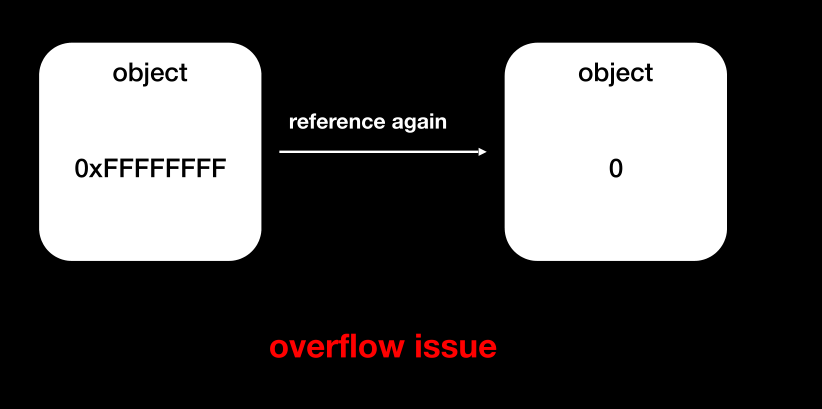 object
object
reference again
0xFFFFFFFF
0
overflow issue